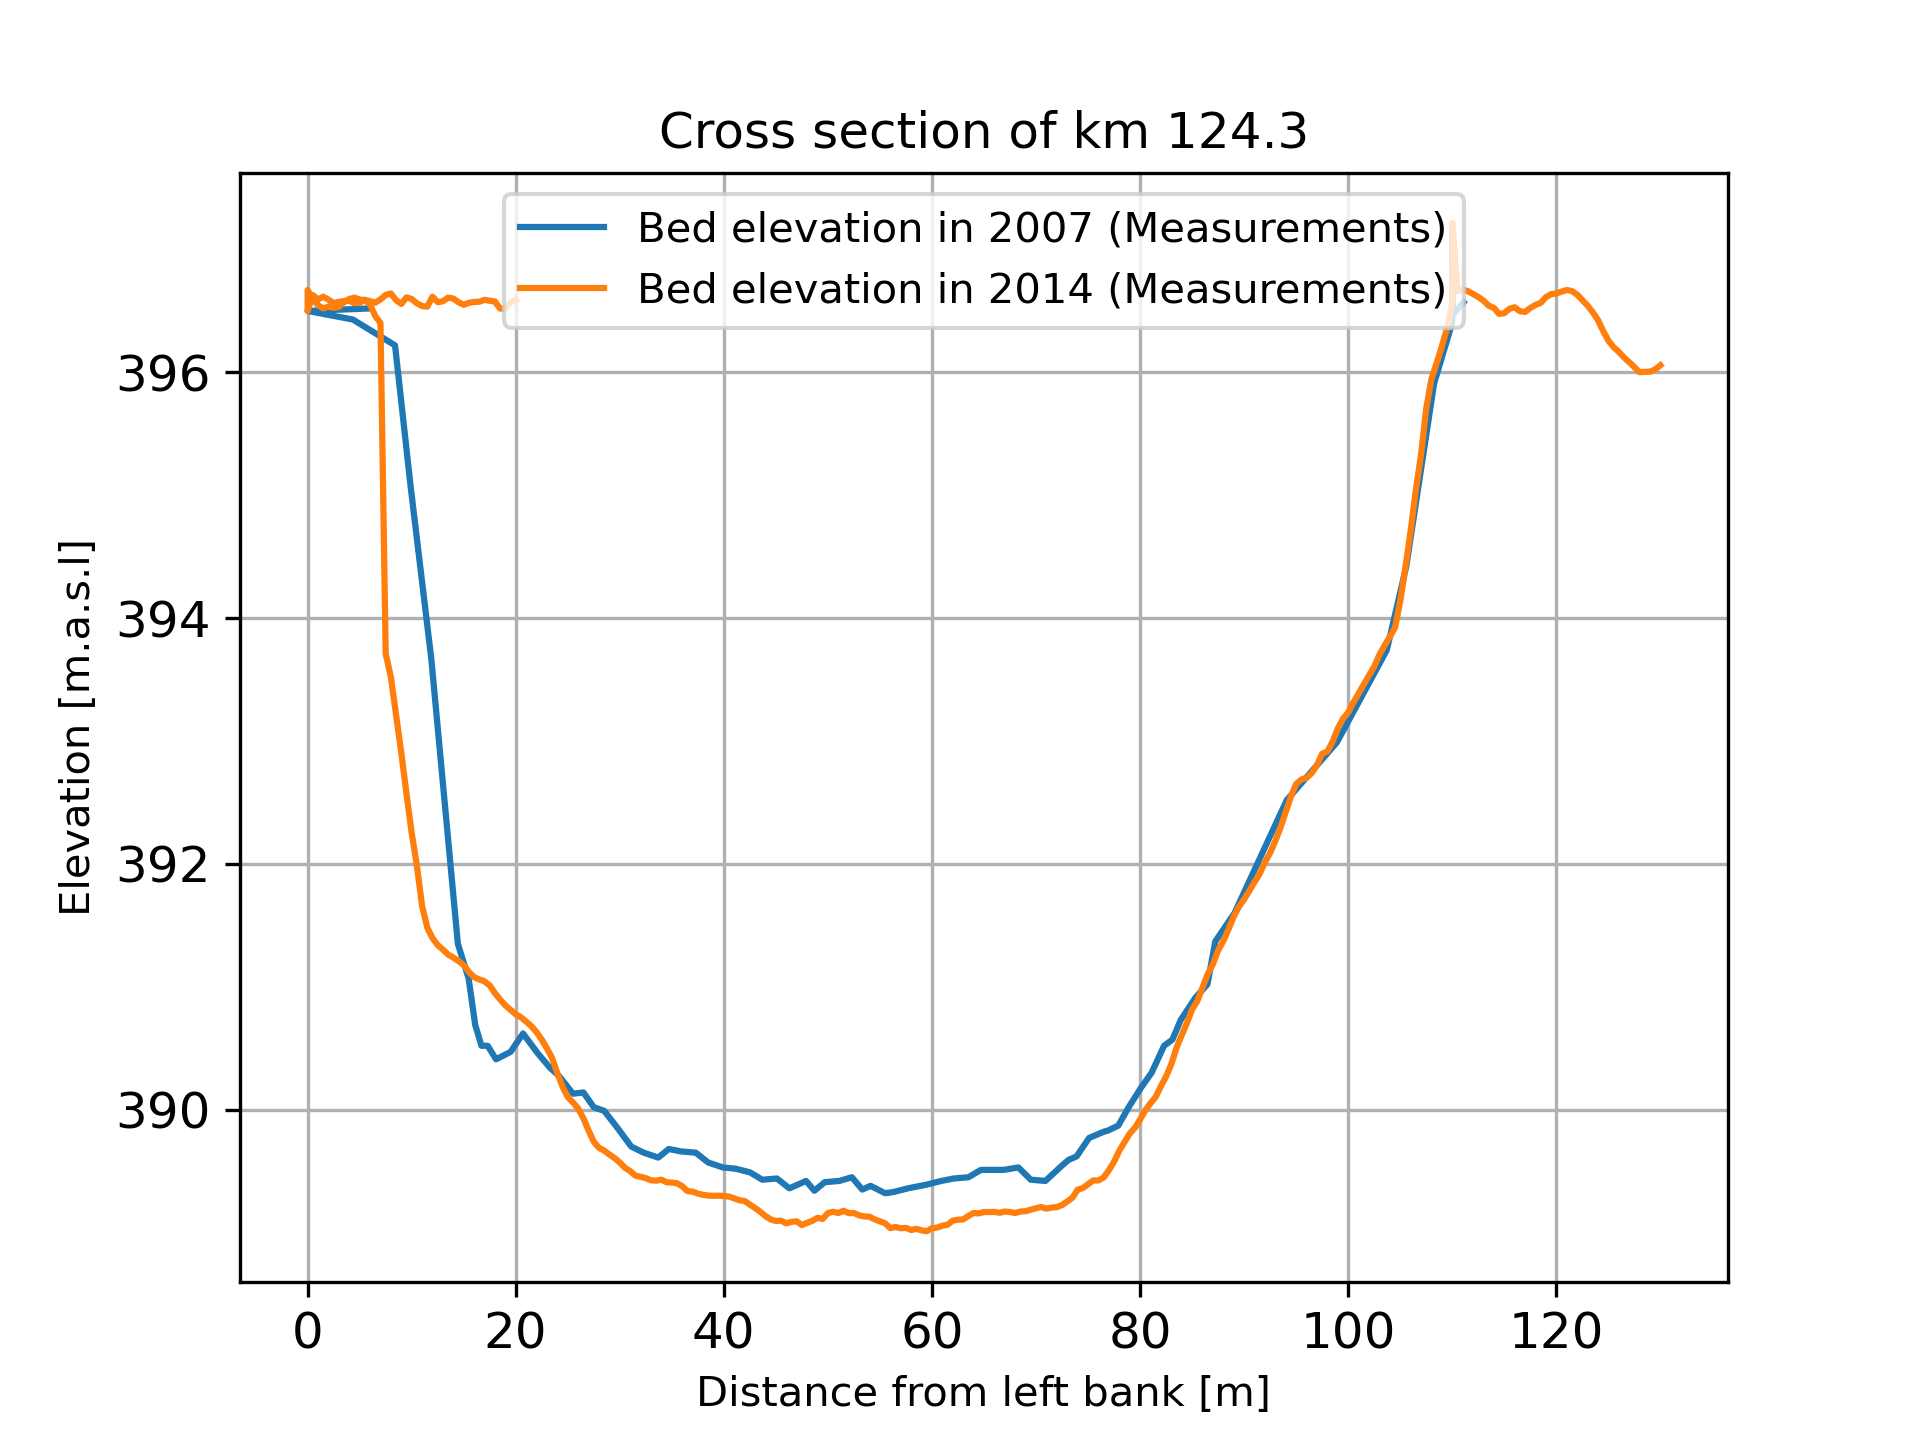 Cross section of km 124.3
Bed elevation in 2007 (Measurements)
Bed elevation in 2014 (Measurements)
396
394
392
390
Elevation [m.a.s.l]
0 20 40 60 80 100 120
Distance from left bank [m]